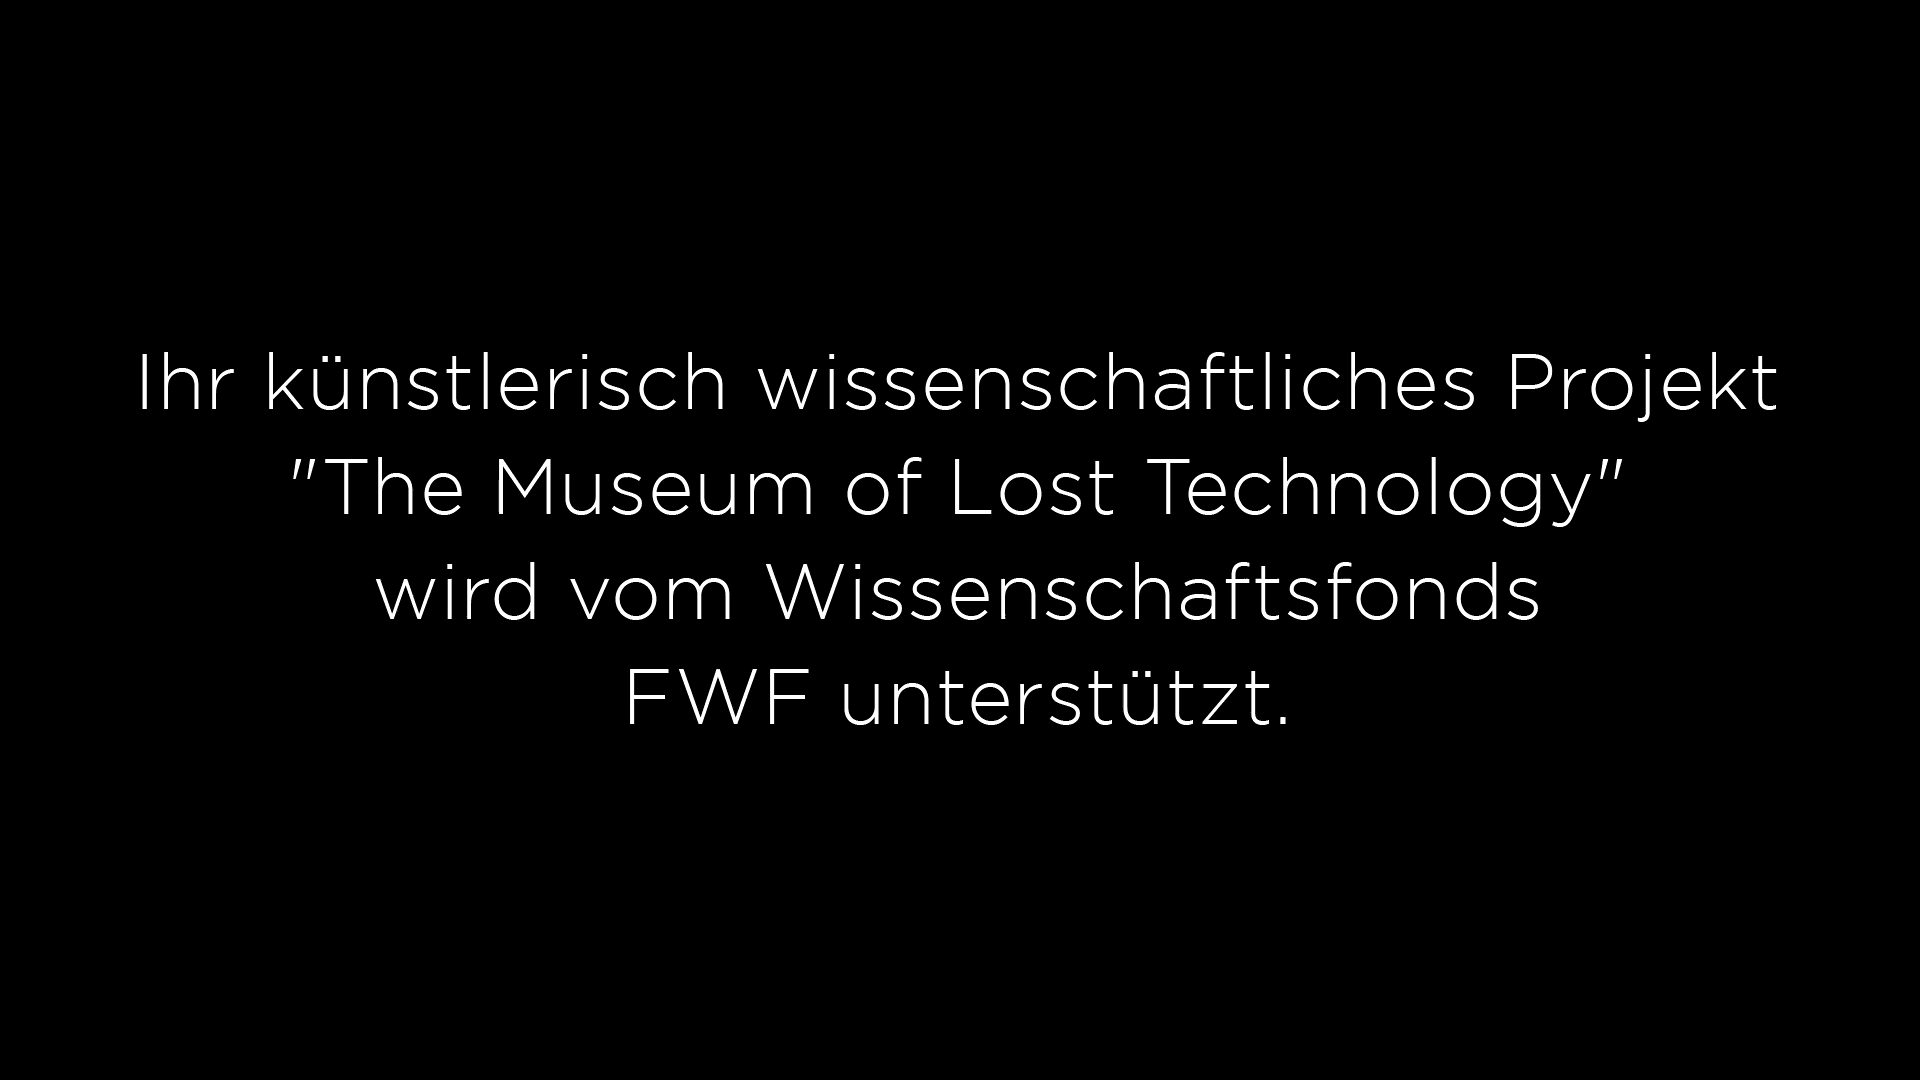 Ihr künstlerisch wissenschaftliches Projekt
"The Museum of Lost Technology"
wird vom Wissenschaftsfonds
FWF unterstützt.